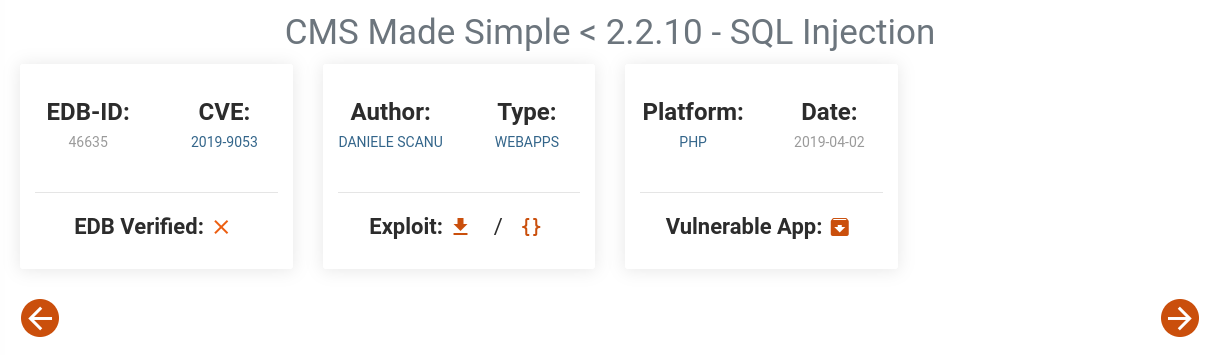 CMS Made Simple < 2.2.10 - SQL Injection
EDB-ID:
46635
CVE:
2019-9053
EDB Verified:
Author:
DANIELE SCANU
Type:
WEBAPPS
Exploit: / {}
Platform:
PHP
Date:
2019-04-02
Vulnerable App: